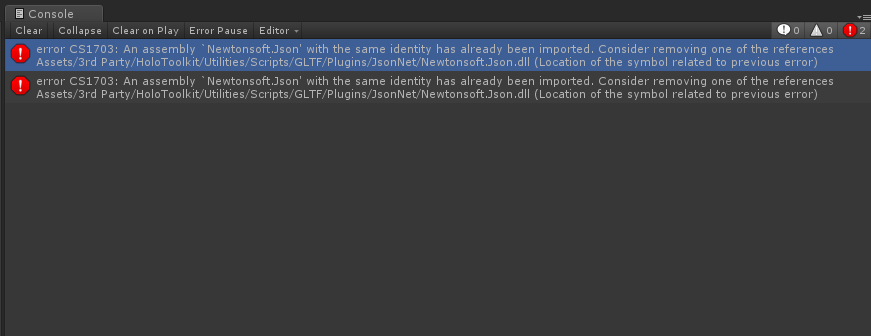 Console
Clear Collapse Clear on Play Error Pause Editor 0 0 2
error CS1703: An assembly `Newtonsoft.Json' with the same identity has already been imported. Consider removing one of the references
Assets/3rd Party/HoloToolkit/Utilities/Scripts/GLTF/Plugins/JsonNet/Newtonsoft.Json.dll (Location of the symbol related to previous error)
error CS1703: An assembly `Newtonsoft.Json' with the same identity has already been imported. Consider removing one of the references
Assets/3rd Party/HoloToolkit/Utilities/Scripts/GLTF/Plugins/JsonNet/Newtonsoft.Json.dll (Location of the symbol related to previous error)